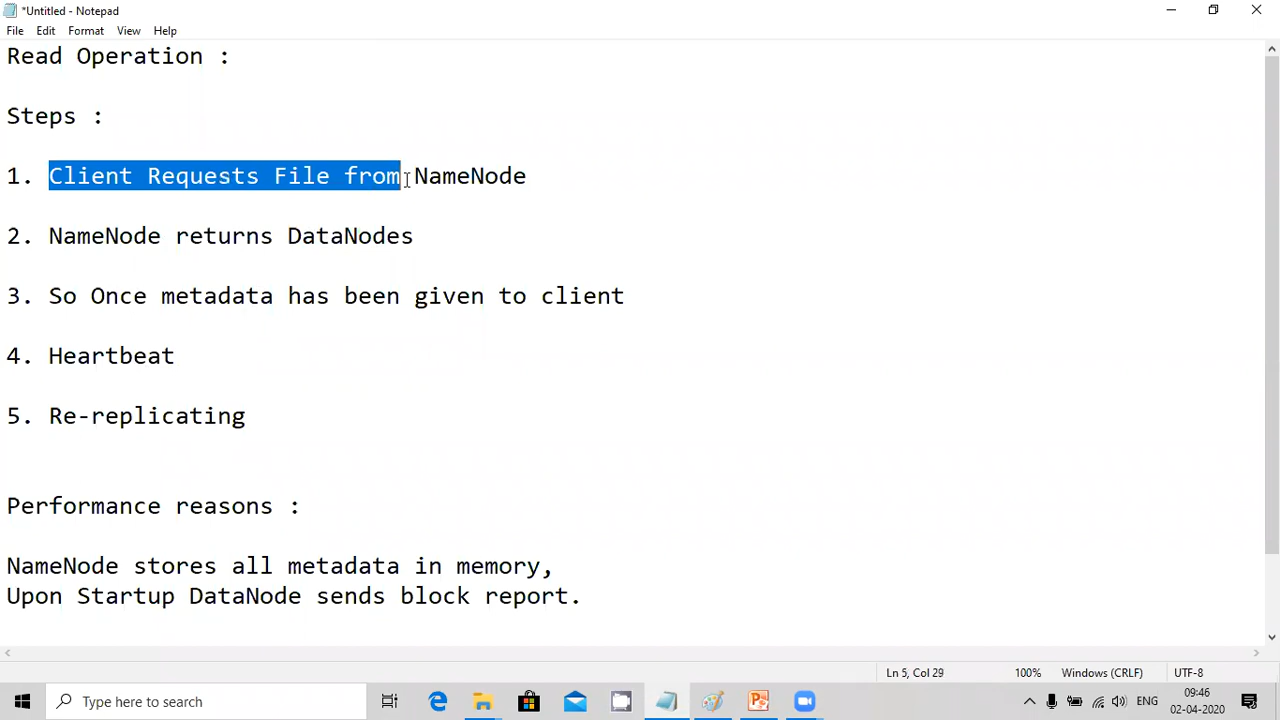 *Untitled - Notepad
File Edit Format View Help
Read Operation :
Steps :
1. Client Requests File from NameNode
2. NameNode returns DataNodes
3. So Once metadata has been given to client
4. Heartbeat
5. Re-replicating
Performance reasons :
NameNode stores all metadata in memory,
Upon Startup DataNode sends block report.
Ln 5, Col 29 100% Windows (CRLF) UTF-8
Type here to search
ENG
09:46
02-04-2020